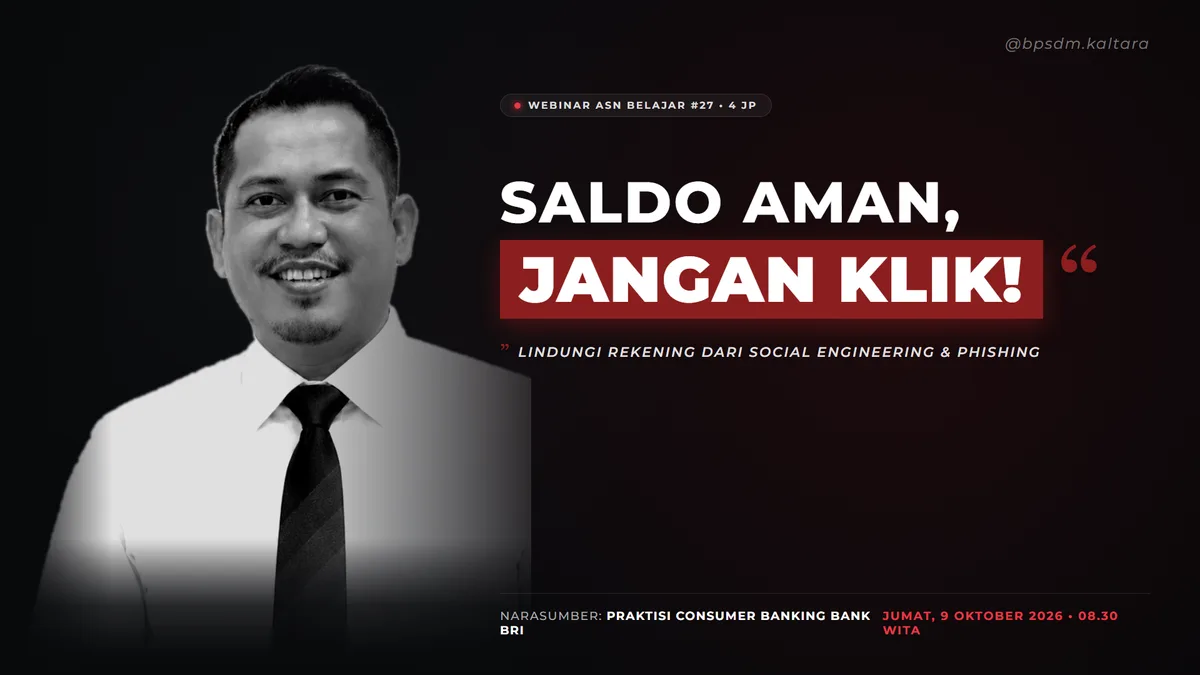 @bpsdm.kaltara
WEBINAR ASN BELAJAR #27 • 4 JP
SALDO AMAN,
JANGAN KLIK! “
” LINDUNGI REKENING DARI SOCIAL ENGINEERING & PHISHING
NARASUMBER: PRAKTISI CONSUMER BANKING BANK
BRI
JUMAT, 9 OKTOBER 2026 • 08.30
WITA